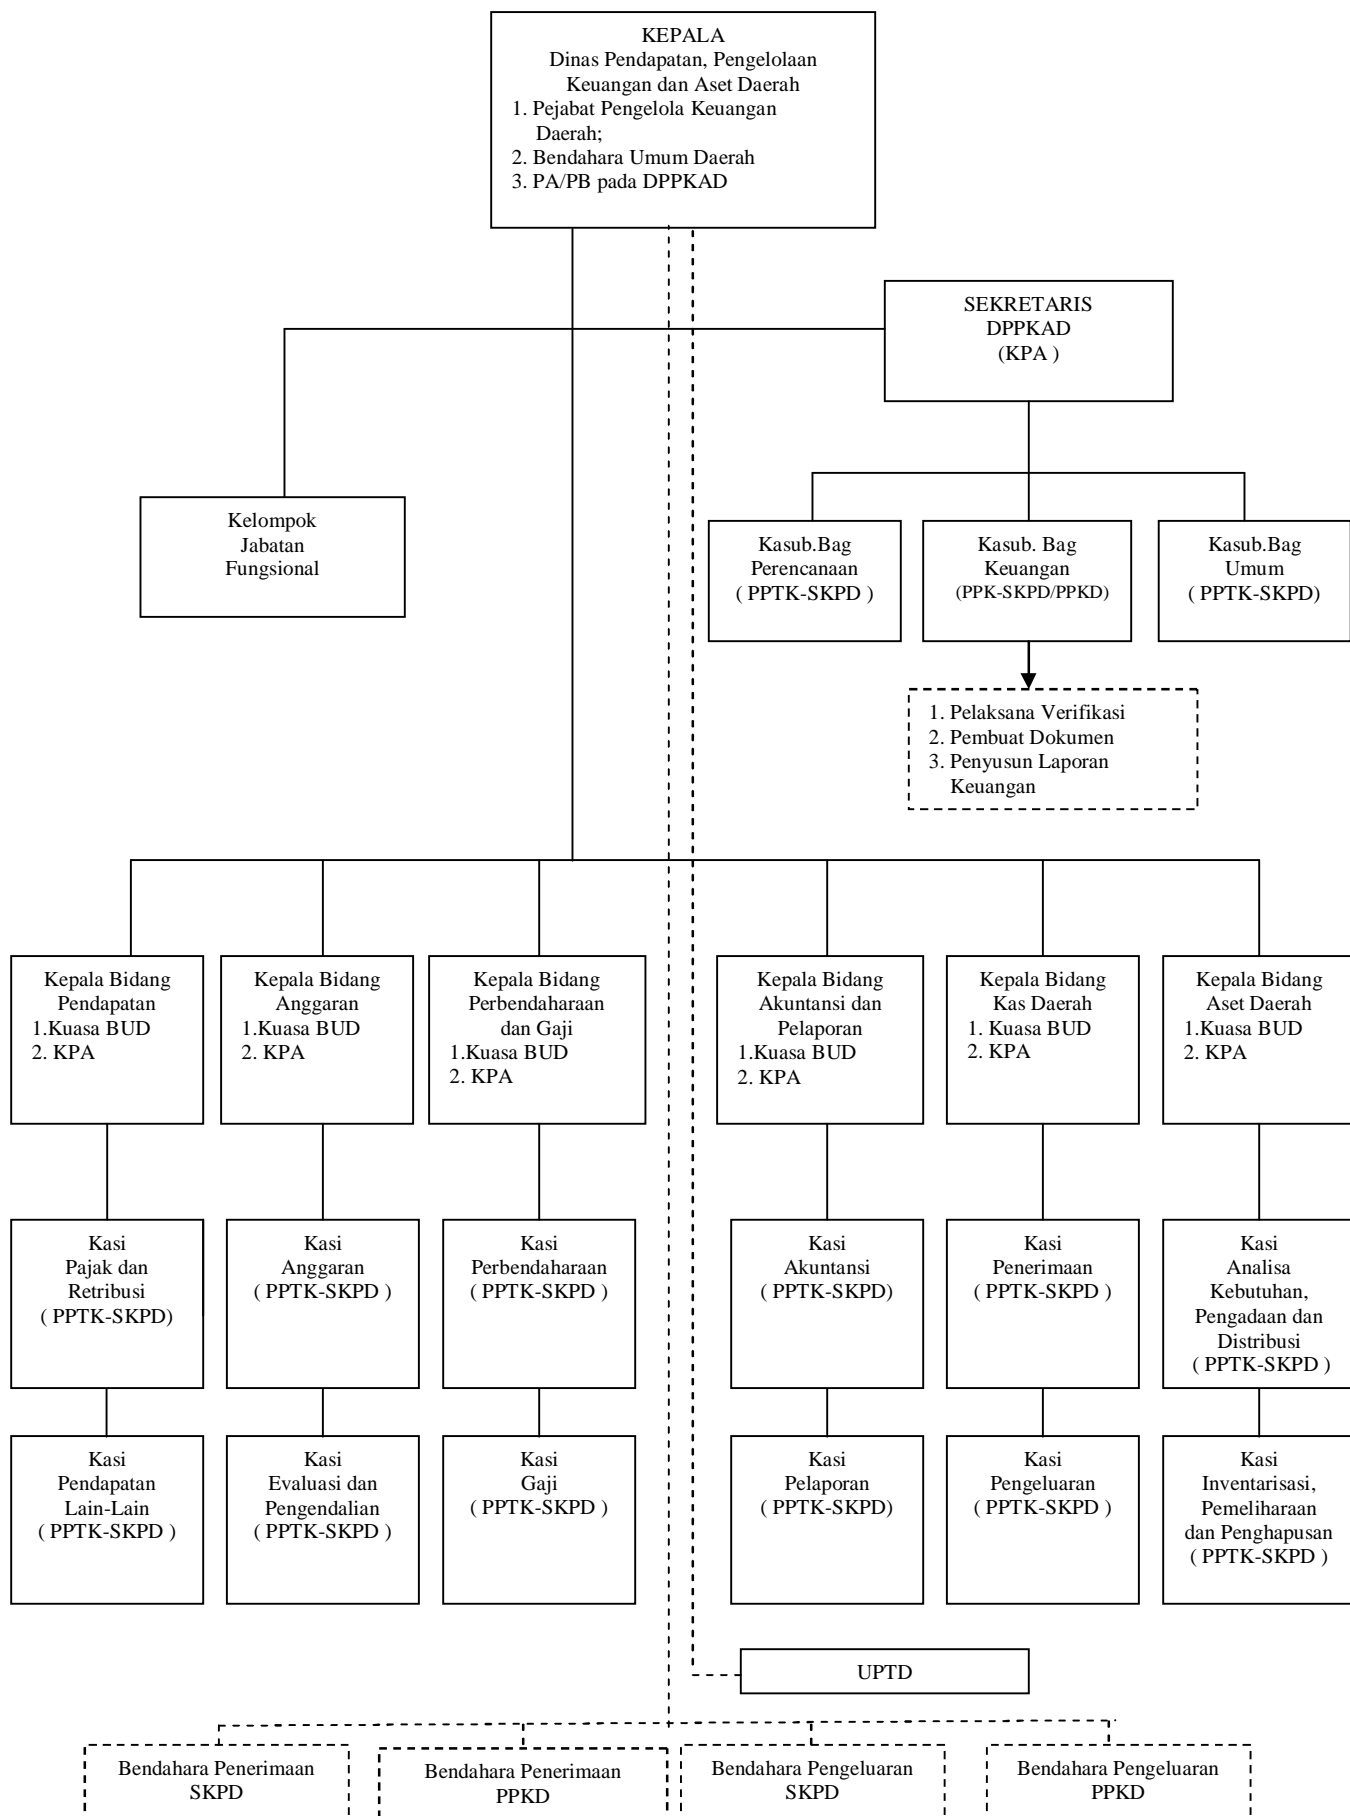 KEPALA
Dinas Pendapatan, Pengelolaan
Keuangan dan Aset Daerah
1. Pejabat Pengelola Keuangan
Daerah;
2. Bendahara Umum Daerah
3. PA/PB pada DPPKAD
SEKRETARIS
DPPKAD
(KPA )
Kelompok
Jabatan
Fungsional
Kasub.Bag
Perencanaan
( PPTK-SKPD )
Kasub. Bag
Keuangan
(PPK-SKPD/PPKD)
Kasub.Bag
Umum
( PPTK-SKPD)
1. Pelaksana Verifikasi
2. Pembuat Dokumen
3. Penyusun Laporan
Keuangan
Kepala Bidang
Pendapatan
1.Kuasa BUD
2. KPA
Kepala Bidang
Anggaran
1.Kuasa BUD
2. KPA
Kepala Bidang
Perbendaharaan
dan Gaji
1.Kuasa BUD
2. KPA
Kepala Bidang
Akuntansi dan
Pelaporan
1.Kuasa BUD
2. KPA
Kepala Bidang
Kas Daerah
1. Kuasa BUD
2. KPA
Kepala Bidang
Aset Daerah
1.Kuasa BUD
2. KPA
Kasi
Pajak dan
Retribusi
( PPTK-SKPD)
Kasi
Anggaran
( PPTK-SKPD )
Kasi
Perbendaharaan
( PPTK-SKPD )
Kasi
Akuntansi
( PPTK-SKPD)
Kasi
Penerimaan
( PPTK-SKPD )
Kasi
Analisa
Kebutuhan,
Pengadaan dan
Distribusi
( PPTK-SKPD )
Kasi
Pendapatan
Lain-Lain
( PPTK-SKPD )
Kasi
Evaluasi dan
Pengendalian
( PPTK-SKPD )
Kasi
Gaji
( PPTK-SKPD )
Kasi
Pelaporan
( PPTK-SKPD)
Kasi
Pengeluaran
( PPTK-SKPD )
Kasi
Inventarisasi,
Pemeliharaan
dan Penghapusan
( PPTK-SKPD )
UPTD
Bendahara Penerimaan
SKPD
Bendahara Penerimaan
PPKD
Bendahara Pengeluaran
SKPD
Bendahara Pengeluaran
PPKD